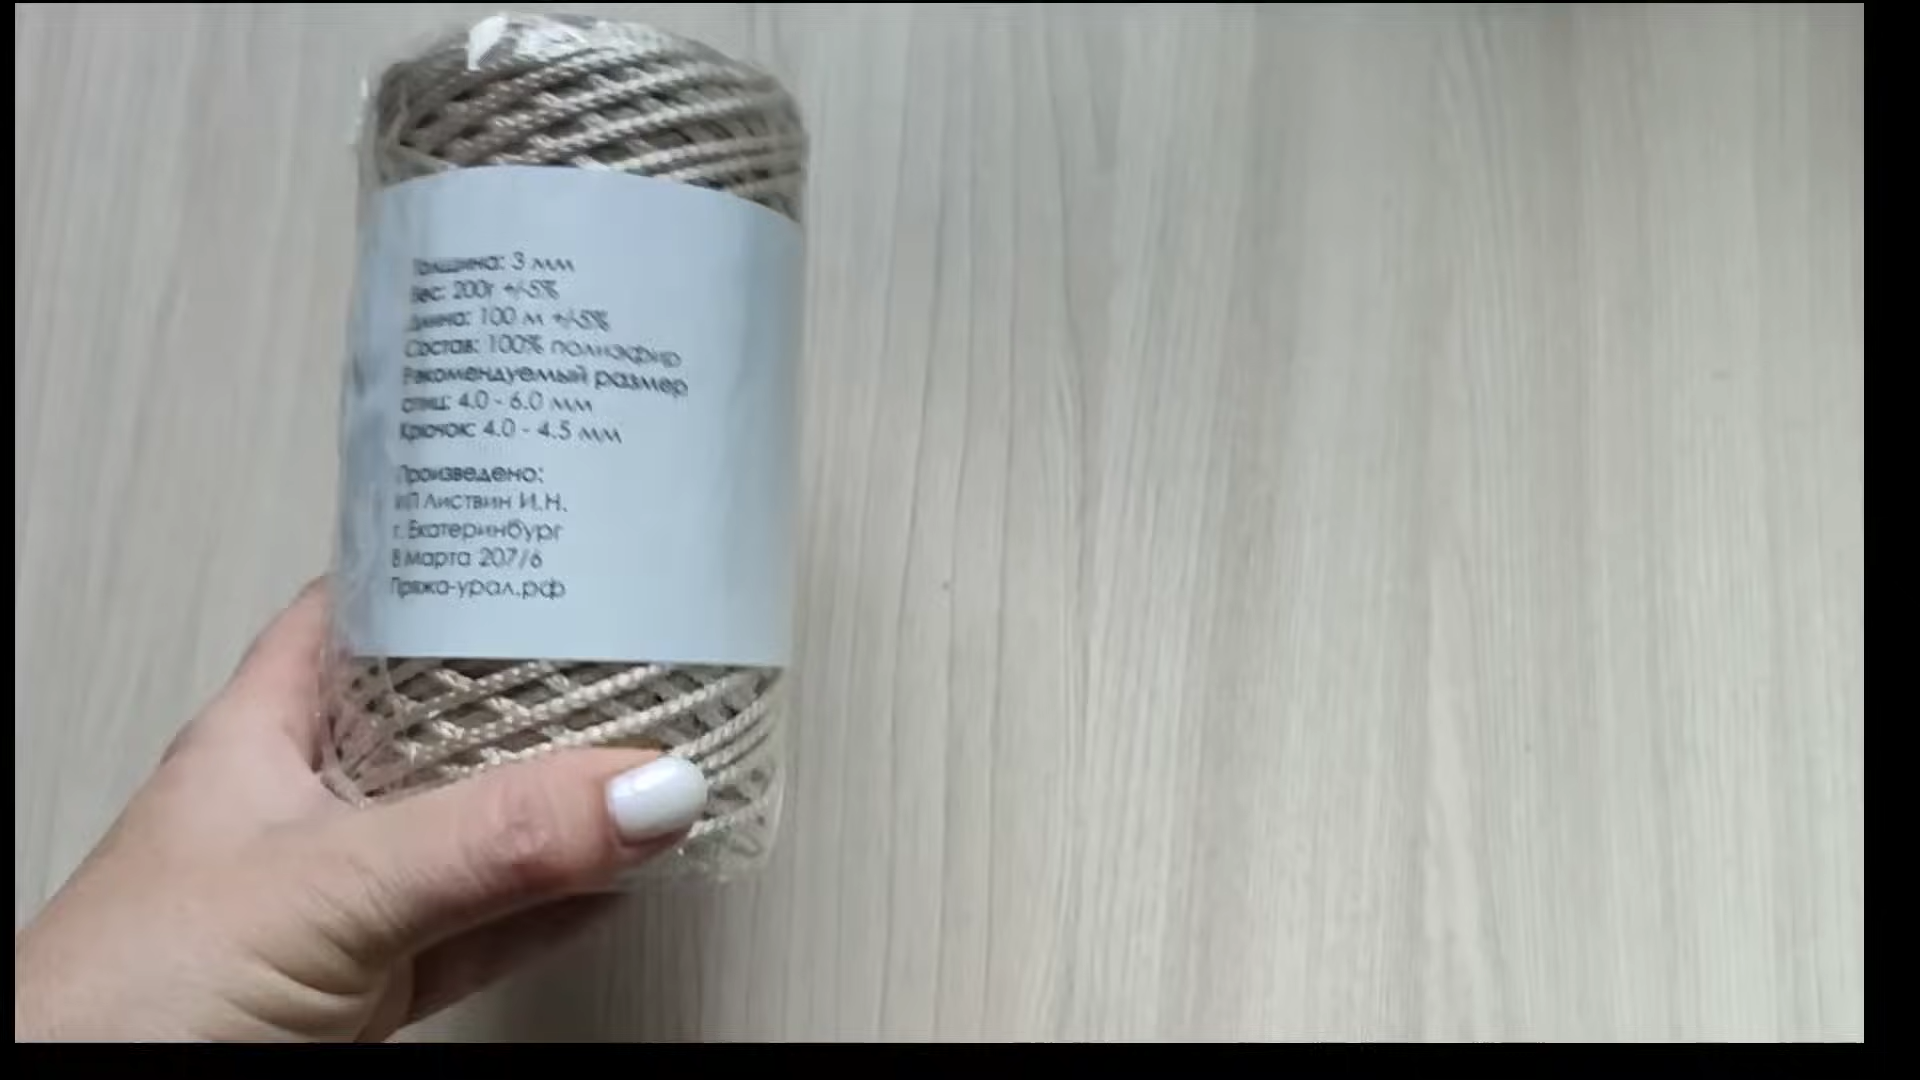 Толщина: 3 мм
Вес: 200г +/-5%
Длина: 100 м +/-5%
Состав: 100% полиэфир
Рекомендуемый размер
спиц: 4.0 - 6.0 мм
Крючок: 4.0 - 4.5 мм
Произведено:
ИП Листвин И.Н.
г. Екатеринбург
8 Марта 207/6
Пряжа-урал.рф